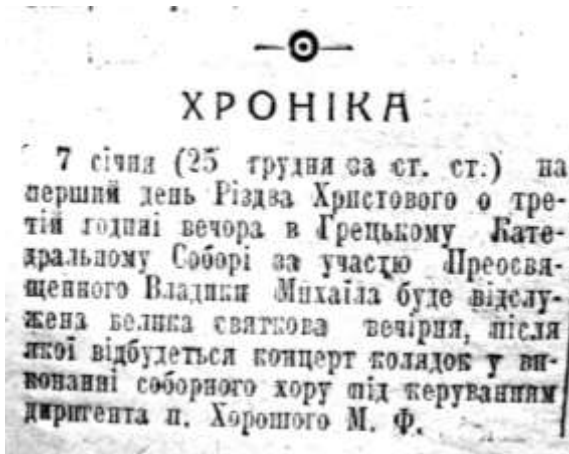 ХРОНІКА
7 січня (25 грудня за ст. ст.) на
перший день Різдва Христового о тре-
тій годині вечора в Грецькому Кате-
дральному Соборі за участю Преосвя-
щенного Владики Михаїла буде відслу-
жена велика святкова вечірня, після
якої відбудеться концерт колядок у ви-
конанні соборного хору під керуванням
диригента п. Хорошого М. Ф.